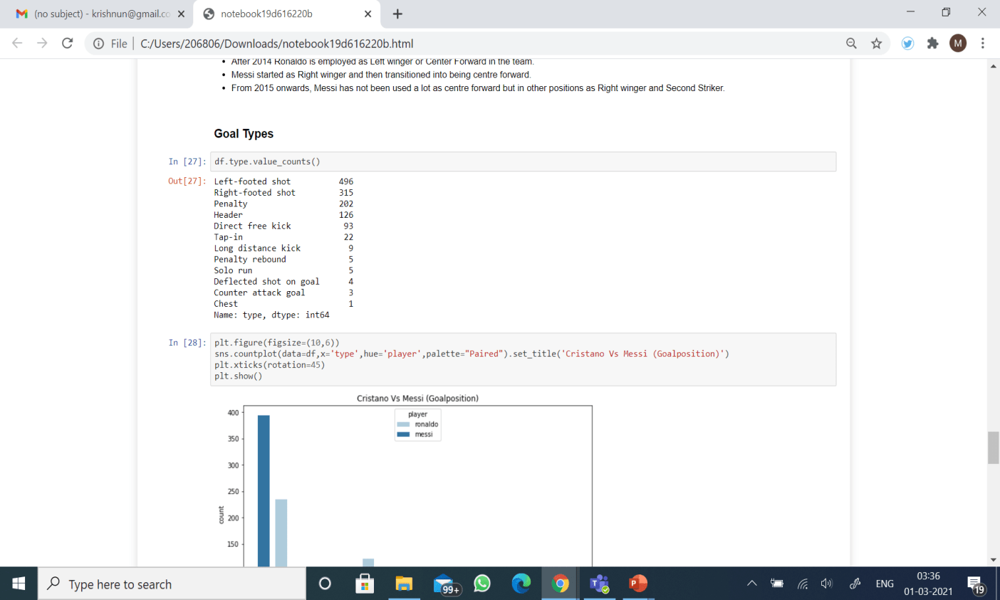 (no subject) - krishnun@gmail.co
notebook19d616220b
File
C:/Users/206806/Downloads/notebook19d616220b.html
M
• After 2014 Ronaldo is employed as Left winger or Center Forward in the team.
• Messi started as Right winger and then transitioned into being centre forward.
• From 2015 onwards, Messi has not been used a lot as centre forward but in other positions as Right winger and Second Striker.
Goal Types
In [27]: df.type.value_counts()
Out[27]: Left-footed shot 496
Right-footed shot 315
Penalty 202
Header 126
Direct free kick 93
Tap-in 22
Long distance kick 9
Penalty rebound 5
Solo run 5
Deflected shot on goal 4
Counter attack goal 3
Chest 1
Name: type, dtype: int64
In [28]: plt.figure(figsize=(10,6))
sns.countplot(data=df,x='type',hue='player',palette="Paired").set_title('Cristano Vs Messi (Goalposition)')
plt.xticks(rotation=45)
plt.show()
Cristano Vs Messi (Goalposition)
player
ronaldo
messi
400
350
300
250
200
150
count
Type here to search
99+
T
P
ENG
03:36
01-03-2021
19